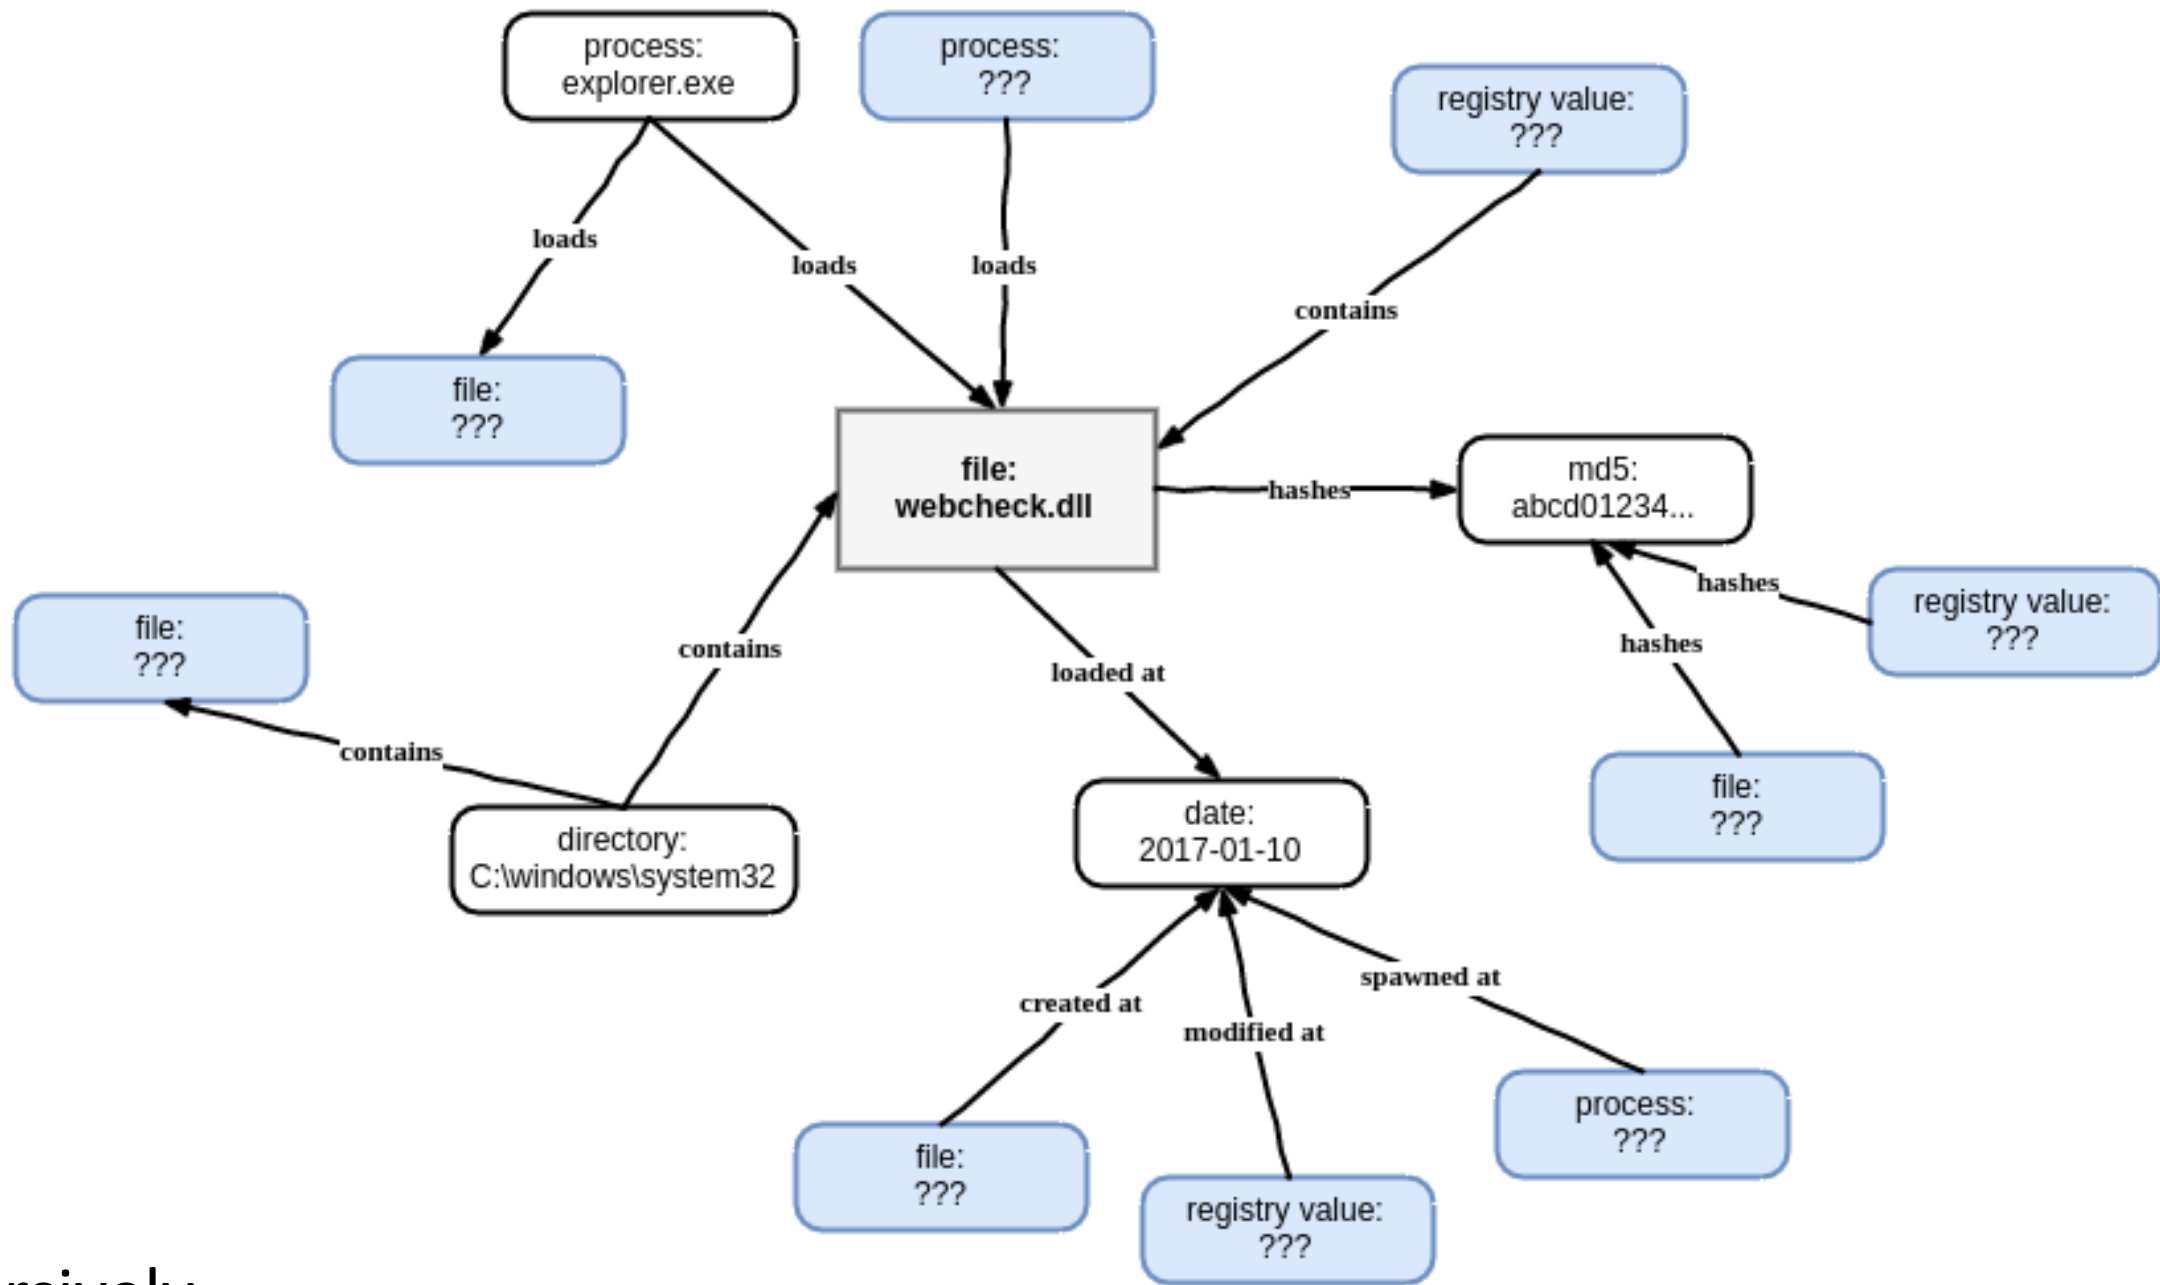 process:
explorer.exe
process:
???
registry value:
???
loads
loads
loads
contains
file:
???
file:
webcheck.dll
hashes
md5:
abcd01234...
hashes
registry value:
???
hashes
file:
???
contains
contains
loaded at
file:
???
directory:
C:\windows\system32
date:
2017-01-10
created at
modified at
spawned at
process:
???
file:
???
registry value:
???